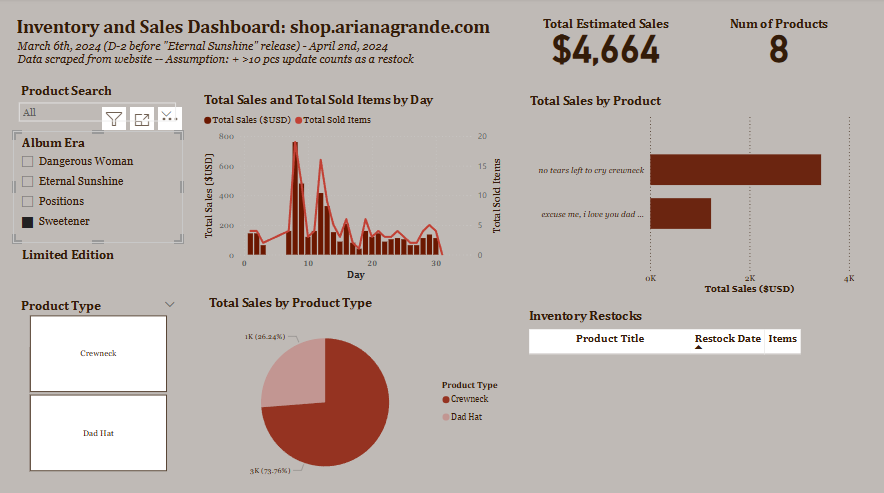 Inventory and Sales Dashboard: shop.arianagrande.com
March 6th, 2024 (D-2 before "Eternal Sunshine" release) - April 2nd, 2024
Data scraped from website -- Assumption: + >10 pcs update counts as a restock
Total Estimated Sales
$4,664
Num of Products
8
Product Search
All
Album Era
Dangerous Woman
Eternal Sunshine
Positions
Sweetener
Limited Edition
Product Type
Crewneck
Dad Hat
Total Sales and Total Sold Items by Day
Total Sales ($USD) Total Sold Items
Total Sales ($USD)
800
600
400
200
0
20
15
10
5
0
Total Sold Items
0 10 20 30
Day
Total Sales by Product Type
1K (26.24%)
3K (73.76%)
Product Type
Crewneck
Dad Hat
Total Sales by Product
no tears left to cry crewneck
excuse me, i love you dad ...
0K 2K 4K
Total Sales ($USD)
Inventory Restocks
Product Title Restock Date Items